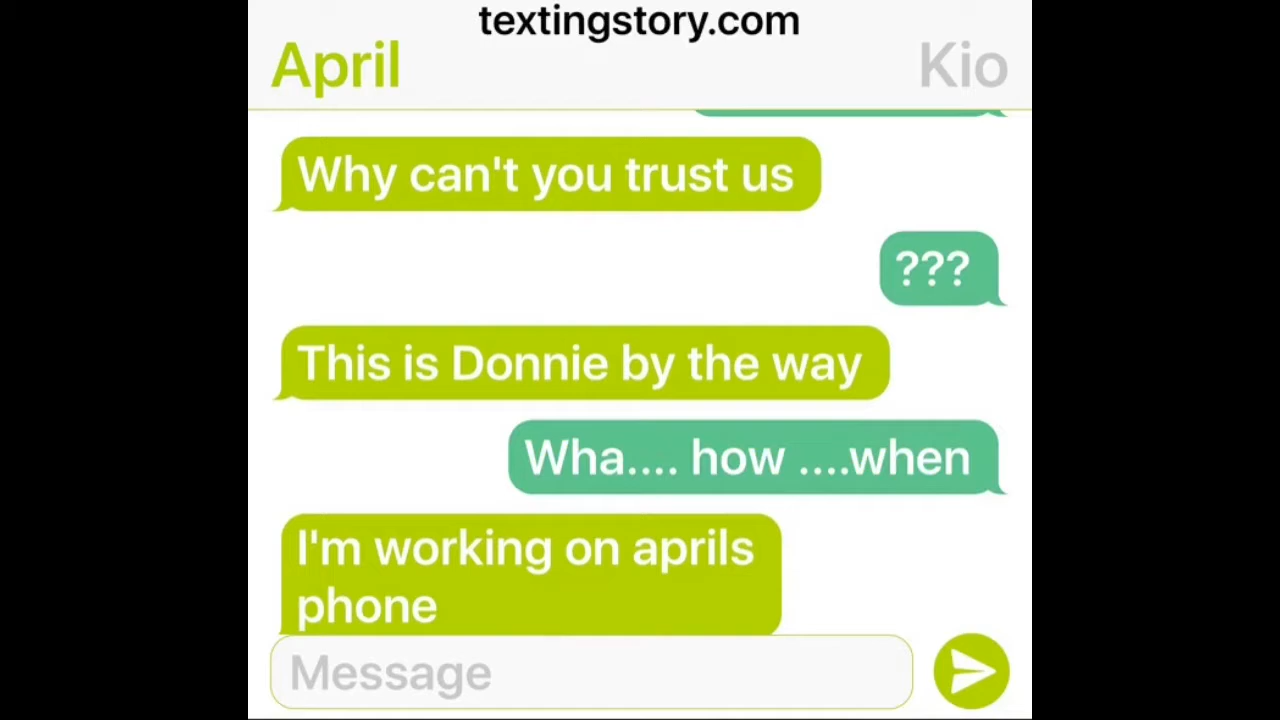 textingstory.com
April
Kio
Why can't you trust us
???
This is Donnie by the way
Wha.... how ....when
I'm working on aprils
phone
Message